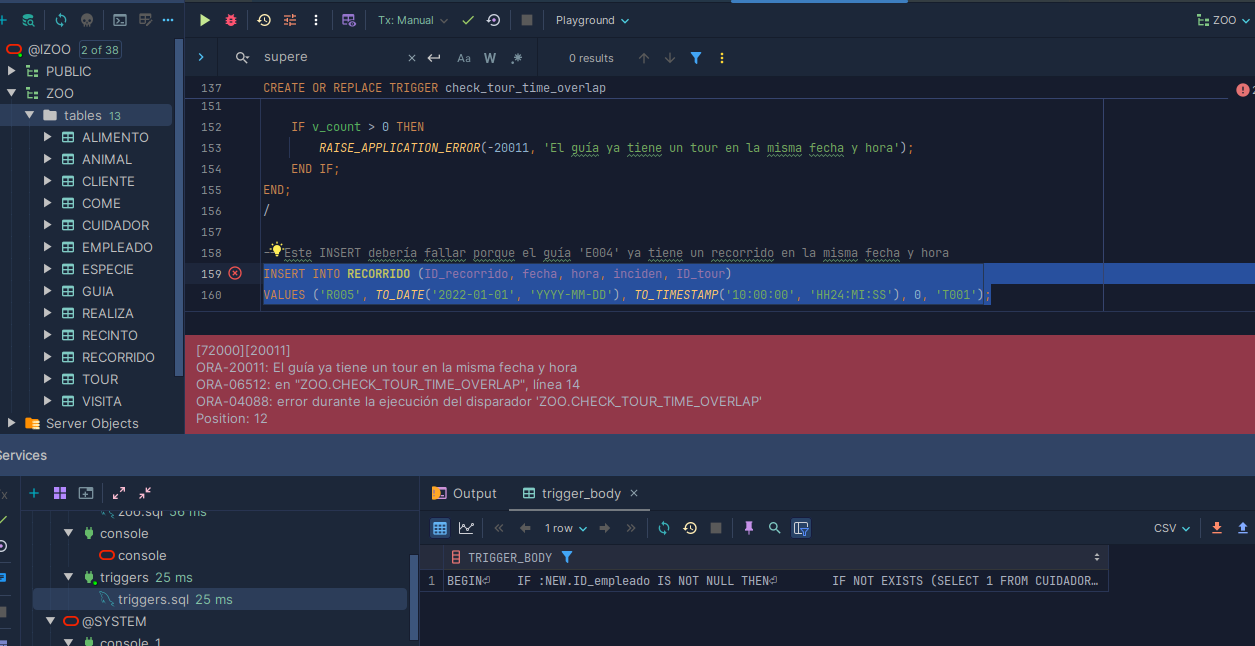 Tx: Manual
Playground
ZOO
@IZOO 2 of 38
PUBLIC
ZOO
tables 13
ALIMENTO
ANIMAL
CLIENTE
COME
CUIDADOR
EMPLEADO
ESPECIE
GUIA
REALIZA
RECINTO
RECORRIDO
TOUR
VISITA
Server Objects
supere
Aa W .*
0 results
137 CREATE OR REPLACE TRIGGER check_tour_time_overlap
151
152 IF v_count > 0 THEN
153 RAISE_APPLICATION_ERROR(-20011, 'El guía ya tiene un tour en la misma fecha y hora');
154 END IF;
155 END;
156 /
157
158 Este INSERT debería fallar porque el guía 'E004' ya tiene un recorrido en la misma fecha y hora
159 INSERT INTO RECORRIDO (ID_recorrido, fecha, hora, inciden, ID_tour)
160 VALUES ('R005', TO_DATE('2022-01-01', 'YYYY-MM-DD'), TO_TIMESTAMP('10:00:00', 'HH24:MI:SS'), 0, 'T001');
[72000][20011]
ORA-20011: El guía ya tiene un tour en la misma fecha y hora
ORA-06512: en "ZOO.CHECK_TOUR_TIME_OVERLAP", línea 14
ORA-04088: error durante la ejecución del disparador 'ZOO.CHECK_TOUR_TIME_OVERLAP'
Position: 12
Services
zoo.sql 56 ms
console
console
triggers 25 ms
triggers.sql 25 ms
@SYSTEM
console 1
Output
trigger_body
1 row
CSV
TRIGGER_BODY
1 BEGIN⏎ IF :NEW.ID_empleado IS NOT NULL THEN⏎ IF NOT EXISTS (SELECT 1 FROM CUIDADOR…